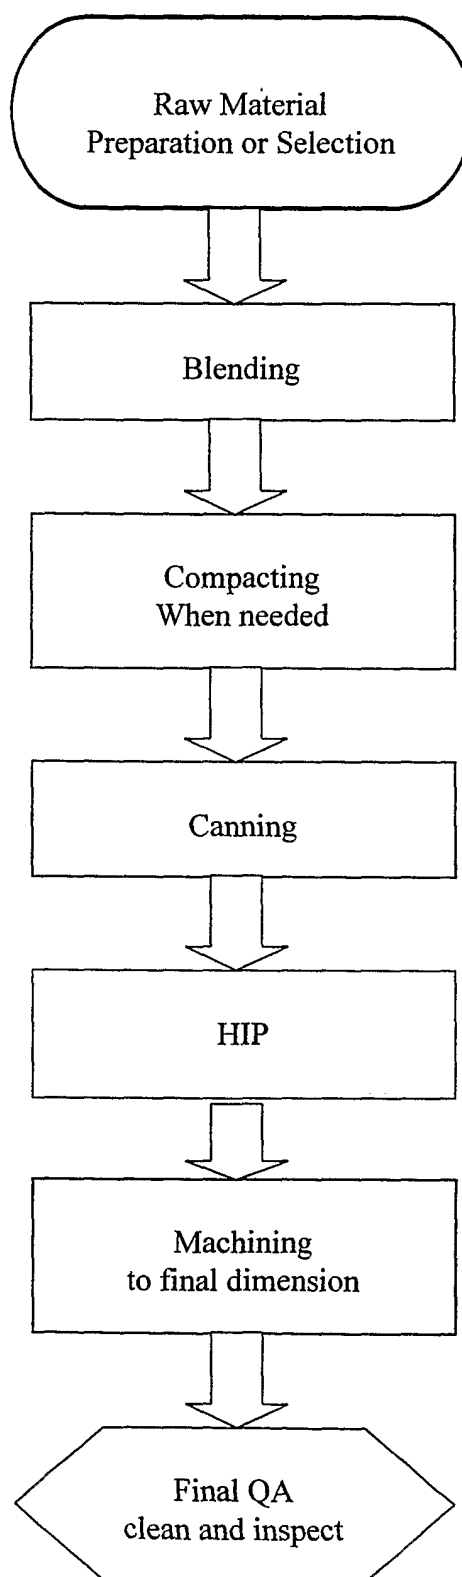 Raw Material
Preparation or Selection
Blending
Compacting
When needed
Canning
HIP
Machining
to final dimension
Final QA
clean and inspect